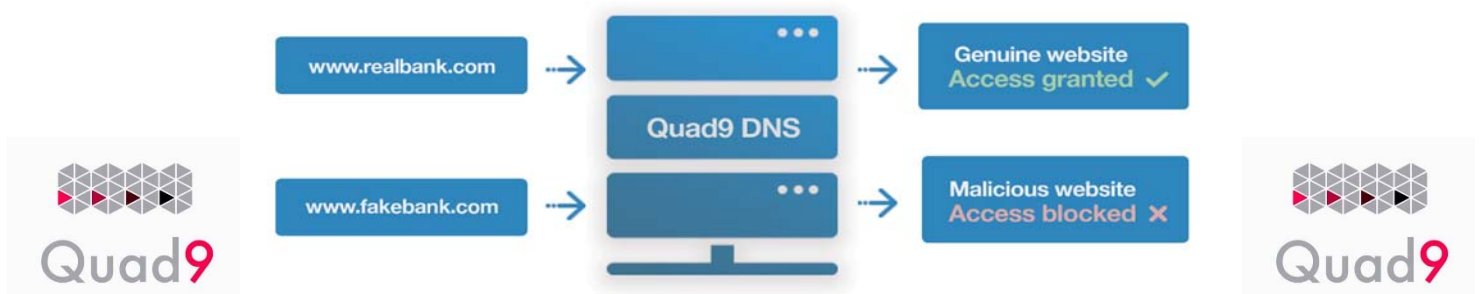 www.realbank.com
Quad9 DNS
Genuine website
Access granted
www.fakebank.com
Malicious website
Access blocked
Quad9
Quad9